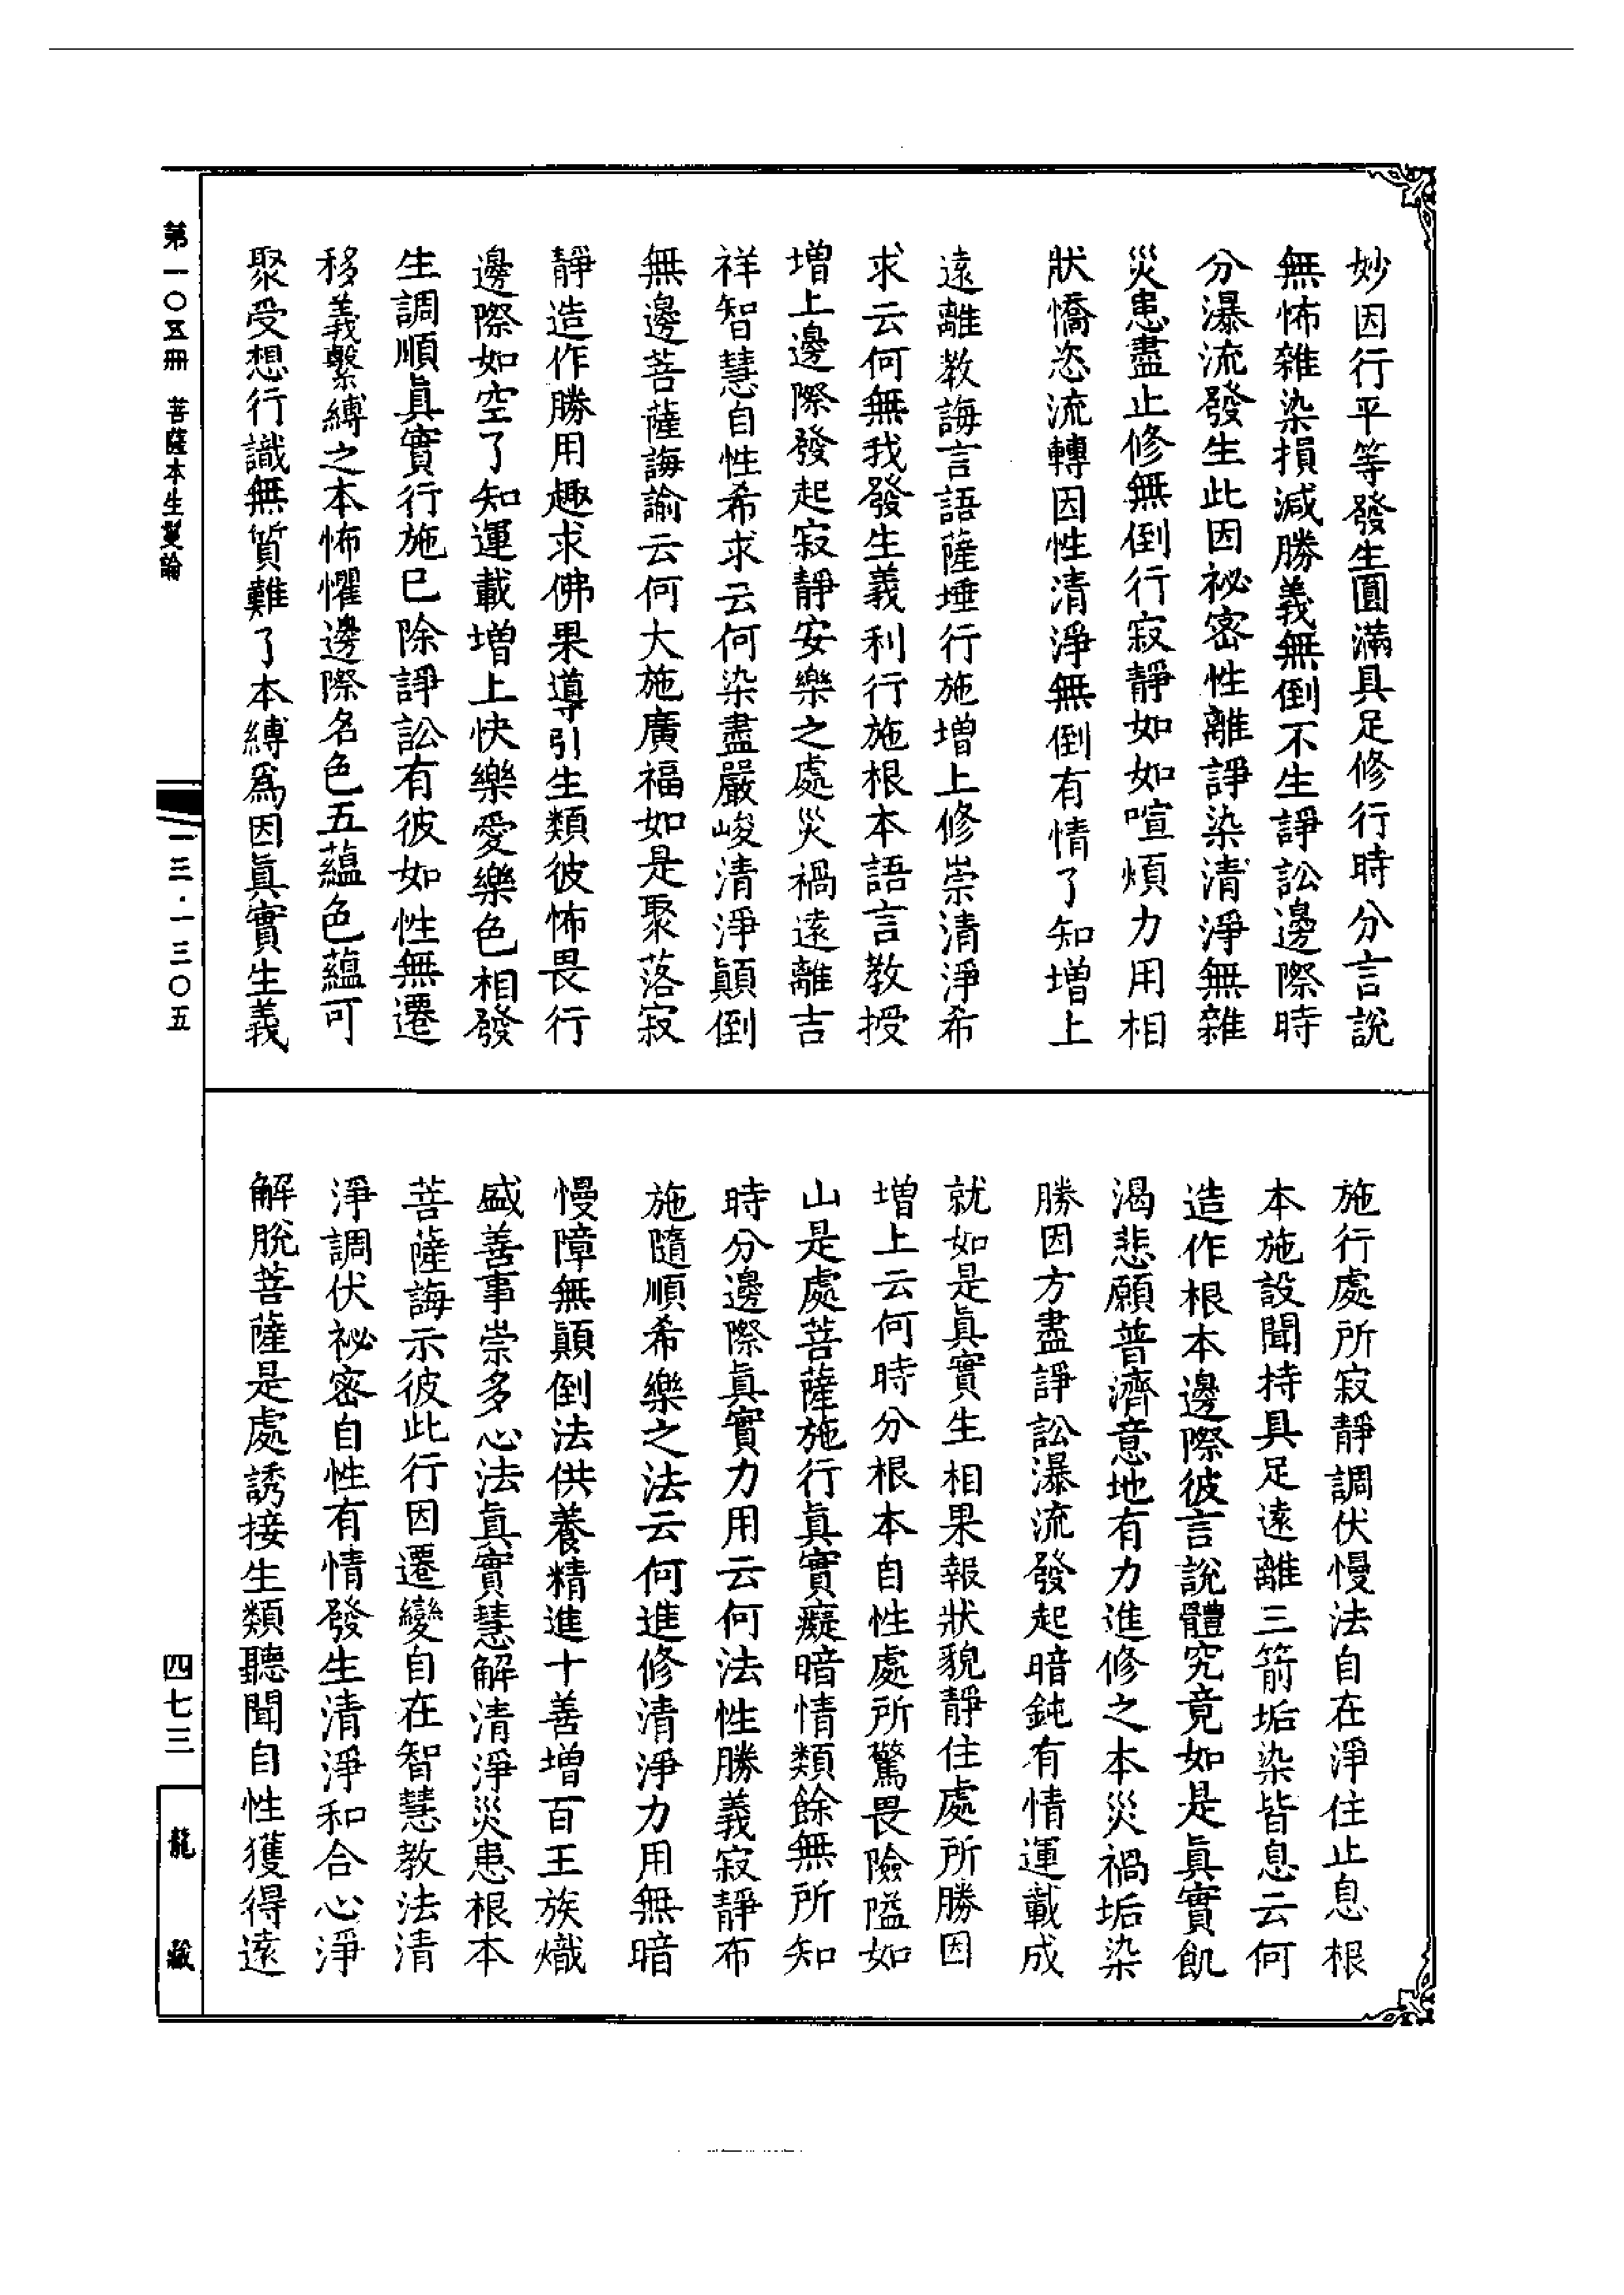 妙因行平等發生圓滿具足修行時分言說
無怖雜染損減勝義無倒不生諍訟邊際時
分瀑流發生此因祕密性離諍染清淨無雜
災患盡止修無倒行寂靜如如喧煩力用相
狀憍恣流轉因性清淨無倒有情了知增上
遠離教誨言語薩埵行施增上修崇清淨希
求云何無我發生義利行施根本語言教授
增上邊際發起寂靜安樂之處災禍遠離吉
祥智慧自性希求云何染盡嚴峻清淨顛倒
無邊菩薩誨諭云何大施廣福如是聚落寂
靜造作勝用趣求佛果導引生類彼怖畏行
邊際如空了知運載增上快樂愛樂色相發
生調順真實行施已除諍訟有彼如性無遷
移義繫縛之本怖懼邊際名色五蘊色蘊可
聚受想行識無質難了本縛為因真實生義
施行處所寂靜調伏慢法自在淨住止息根
本施設聞持具足遠離三箭垢染皆息云何
造作根本邊際彼言說體究竟如是真實飢
渴悲願普濟意地有力進修之本災禍垢染
勝因方盡諍訟瀑流發起暗鈍有情運載成
就如是真實生相果報狀貌靜住處所勝因
增上云何時分根本自性處所驚畏險隘如
山是處菩薩施行真實癡暗情類餘無所知
時分邊際真實力用云何法性勝義寂靜布
施隨順希樂之法云何進修清淨力用無暗
慢障無顛倒法供養精進十善增百王族熾
盛善事崇多心法真實慧解清淨災患根本
菩薩誨示彼此行因遷變自在智慧教法清
淨調伏祕密自性有情發生清淨和合心淨
解脫菩薩是處誘接生類聽聞自性獲得遠
第一〇五冊 菩薩本生鬘論
一三·一三〇五
四七三
龍藏